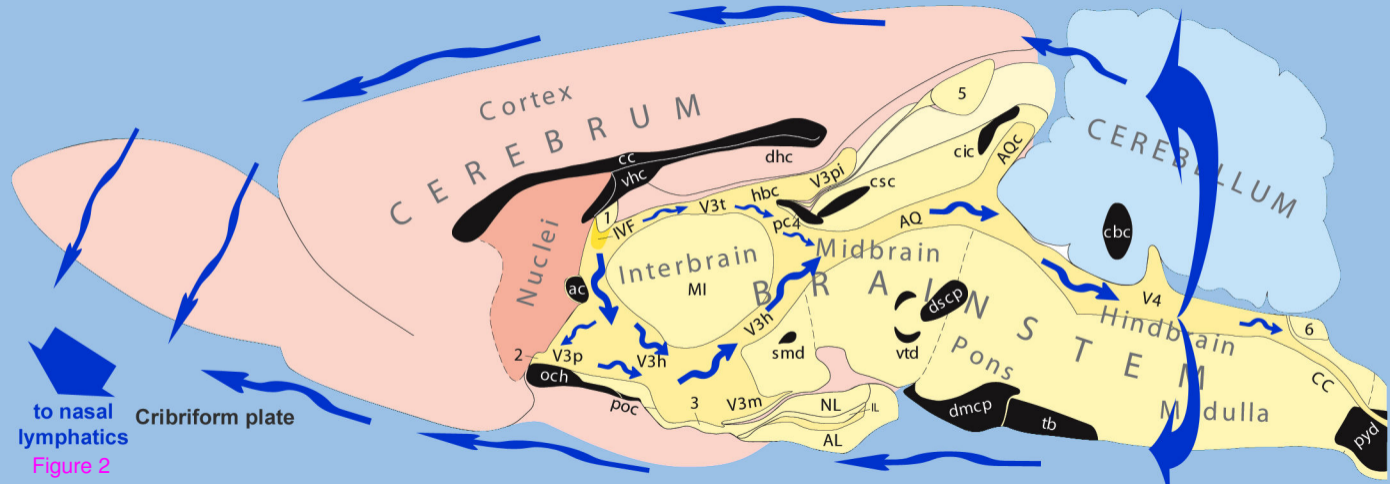 Cortex
CEREBRUM
Nuclei
cc
dhc
vhc
1
IVF
V3t
hbc
V3pi
5
cic
AQc
csc
pc4
AQ
CEREBELLUM
cbc
Interbrain
MI
Midbrain
BRAINSTEM
ac
V3h
V3h
2
V3p
och
poc
3
V3m
smd
vtd
dscp
Pons
NL
IL
AL
dmcp
tb
V4
Hindbrain
Medulla
6
CC
pyd
to nasal
lymphatics
Cribriform plate
Figure 2